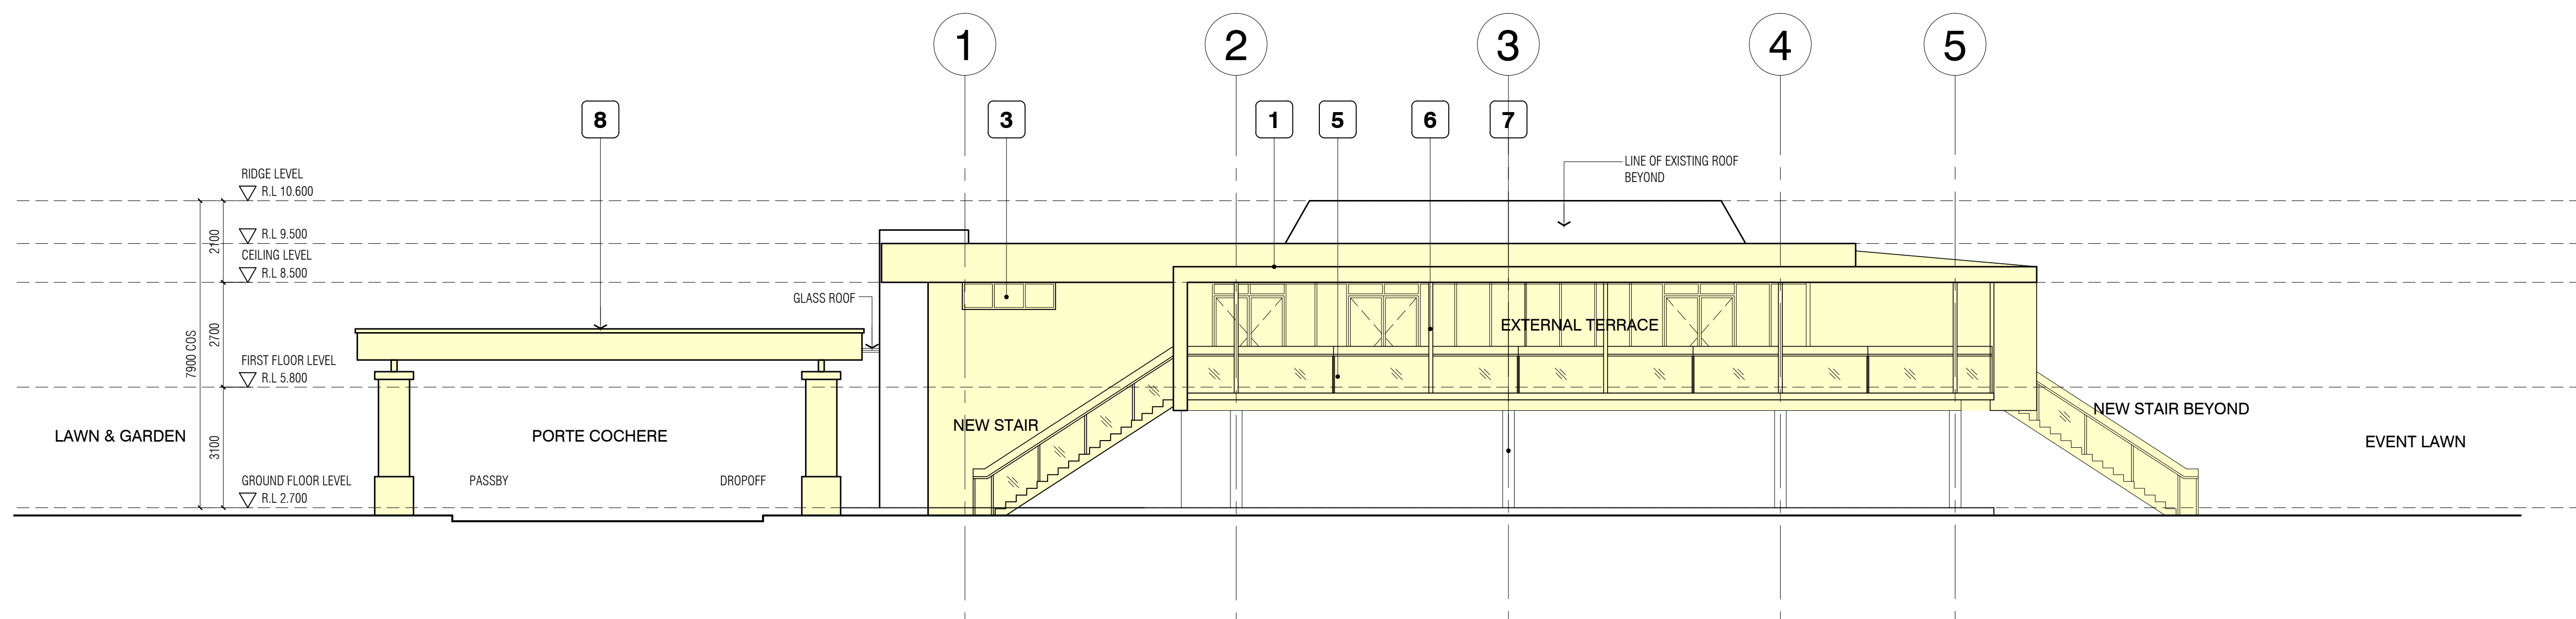 1 2 3 4 5
8 3 1 5 6 7
LINE OF EXISTING ROOF
BEYOND
RIDGE LEVEL
R.L 10.600
R.L 9.500
CEILING LEVEL
R.L 8.500
2100
GLASS ROOF
2700
7900 COS
EXTERNAL TERRACE
FIRST FLOOR LEVEL
R.L 5.800
3100
LAWN & GARDEN
PORTE COCHERE
NEW STAIR
NEW STAIR BEYOND
EVENT LAWN
GROUND FLOOR LEVEL
R.L 2.700
PASSBY
DROPOFF